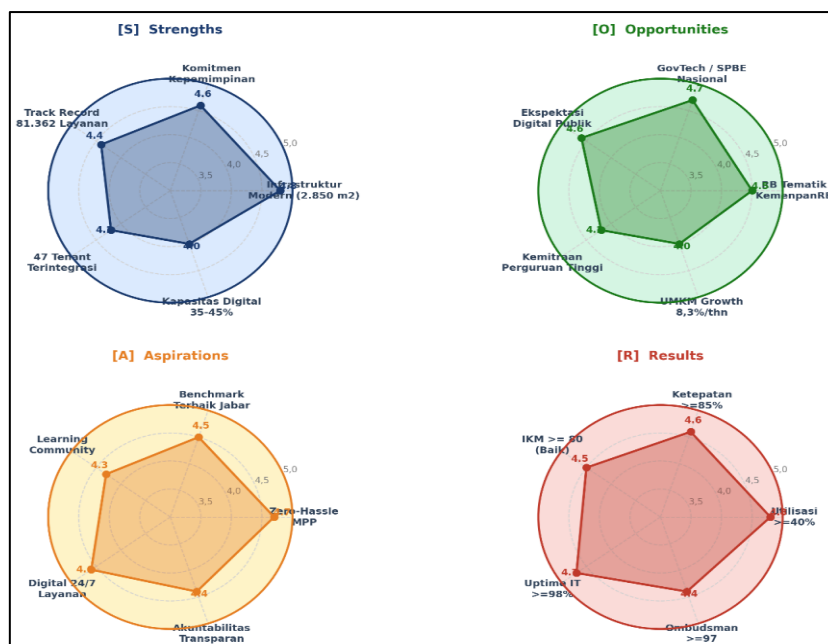 [S] Strengths
Komitmen
Kepemimpinan
4.6
Track Record
81.362 Layanan
4.4
5,0
4,5
4,0
3,5
Infrastruktur
Modern (2.850 m2)
47 Tenant
Terintegrasi
4.0
Kapasitas Digital
35-45%
[O] Opportunities
GovTech / SPBE
Nasional
4.7
Ekspektasi
Digital Publik
4.6
5,0
4,5
4,0
3,5
RB Tematik
KemenpanRB
Kemitraan
Perguruan Tinggi
4.0
UMKM Growth
8,3%/thn
[A] Aspirations
Benchmark
Terbaik Jabar
4.5
Learning
Community
4.3
5,0
4,5
4,0
3,5
Zero-Hassle
MPP
Digital 24/7
Layanan
4.4
Akuntabilitas
Transparan
[R] Results
Ketepatan
>=85%
4.6
IKM >= 80
(Baik)
4.5
5,0
4,5
4,0
3,5
Utilisasi
>=40%
Uptime IT
>=98%
4.4
Ombudsman
>=97